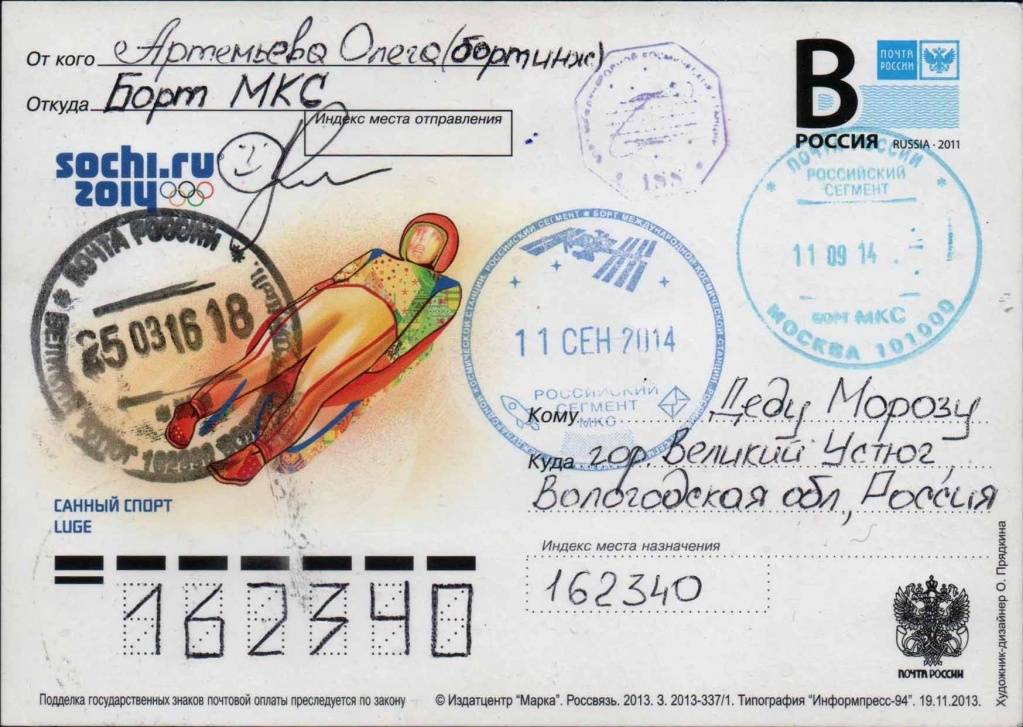 От кого Артемьева Олега (бортинж)
Откуда Борт МКС
Индекс места отправления
sochi.ru
2014
В
РОССИЯ RUSSIA · 2011
ПОЧТА
РОССИИ
ISS
ПОЧТА РОССИИ
РОССИЙСКИЙ
СЕГМЕНТ
11 09 14
БОРТ МКС
МОСКВА 101000
ПОЧТА РОССИИ
25 03 16 18
РОССИЙСКИЙ СЕГМЕНТ БОРТ МЕЖДУНАРОДНОЙ КОСМИЧЕСКОЙ СТАНЦИИ
11 СЕН 2014
РОССИЙСКИЙ
СЕГМЕНТ
МКС
Кому Деду Морозу
Куда гор. Великий Устюг,
Вологодская обл, Россия
САННЫЙ СПОРТ
LUGE
Индекс места назначения
162340
162340
ПОЧТА РОССИИ
Художник-дизайнер О. Прядкина
Подделка государственных знаков почтовой оплаты преследуется по закону
© Издатцентр "Марка". Россвязь. 2013. З. 2013-337/1. Типография "Информпресс-94". 19.11.2013.